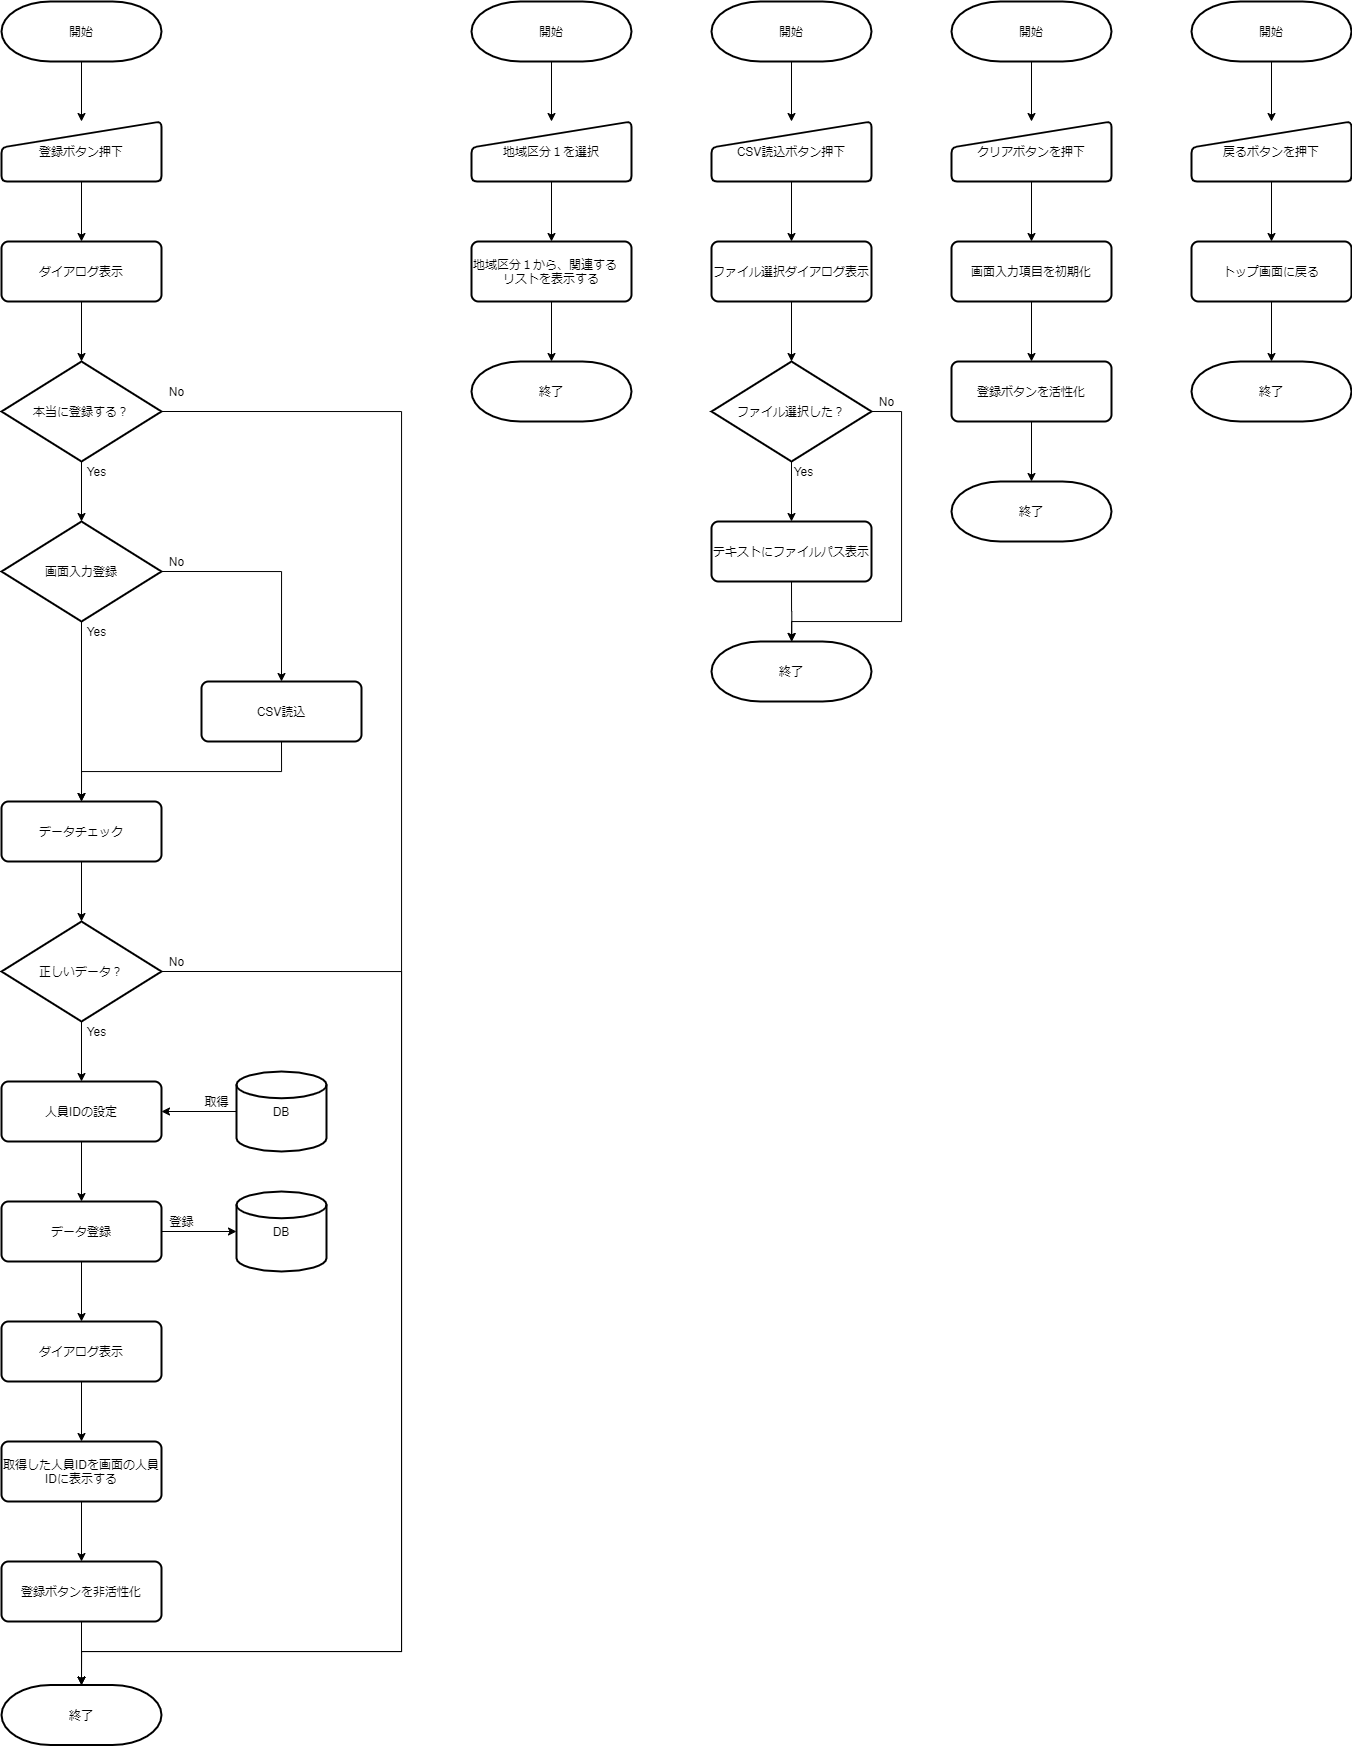 開始
登録ボタン押下
ダイアログ表示
本当に登録する？
No
Yes
画面入力登録
No
Yes
CSV読込
データチェック
正しいデータ？
No
Yes
人員IDの設定
取得
DB
データ登録
登録
DB
ダイアログ表示
取得した人員IDを画面の人員
IDに表示する
登録ボタンを非活性化
終了
開始
地域区分１を選択
地域区分１から、関連する
リストを表示する
終了
開始
CSV読込ボタン押下
ファイル選択ダイアログ表示
ファイル選択した？
No
Yes
テキストにファイルパス表示
終了
開始
クリアボタンを押下
画面入力項目を初期化
登録ボタンを活性化
終了
開始
戻るボタンを押下
トップ画面に戻る
終了